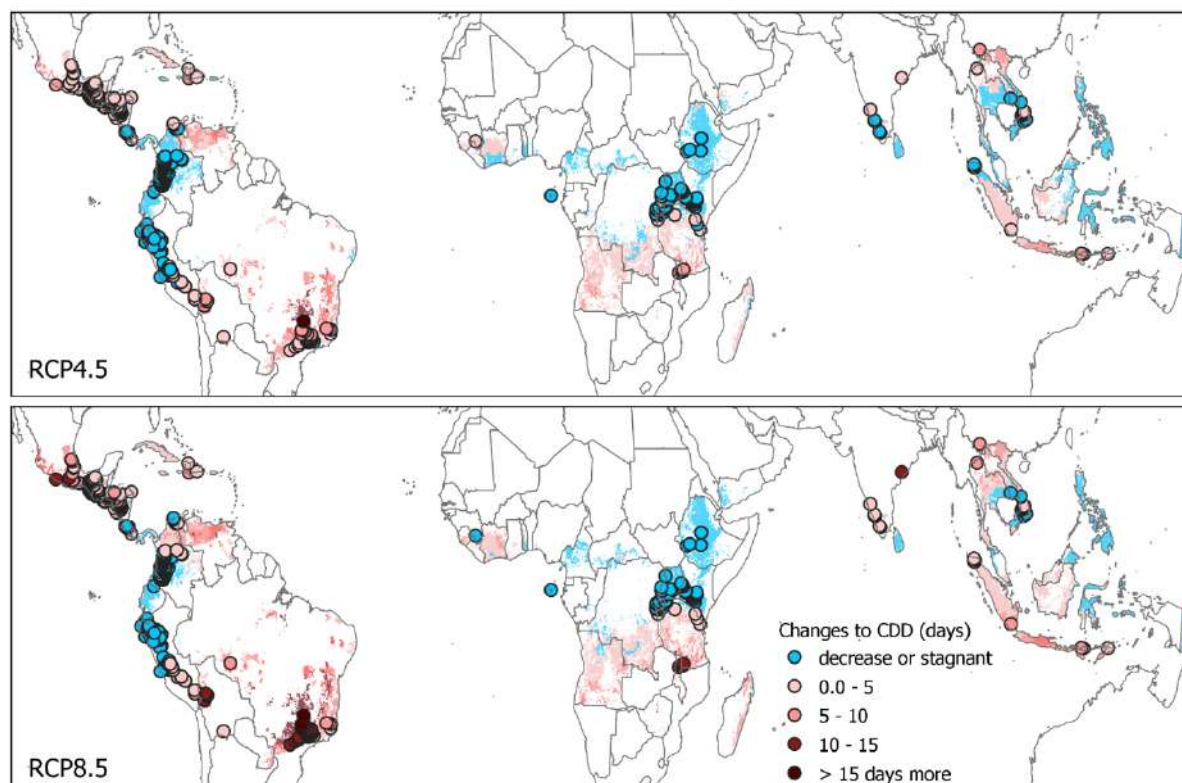 RCP4.5
RCP8.5
Changes to CDD (days)
decrease or stagnant
0.0 - 5
5 - 10
10 - 15
> 15 days more